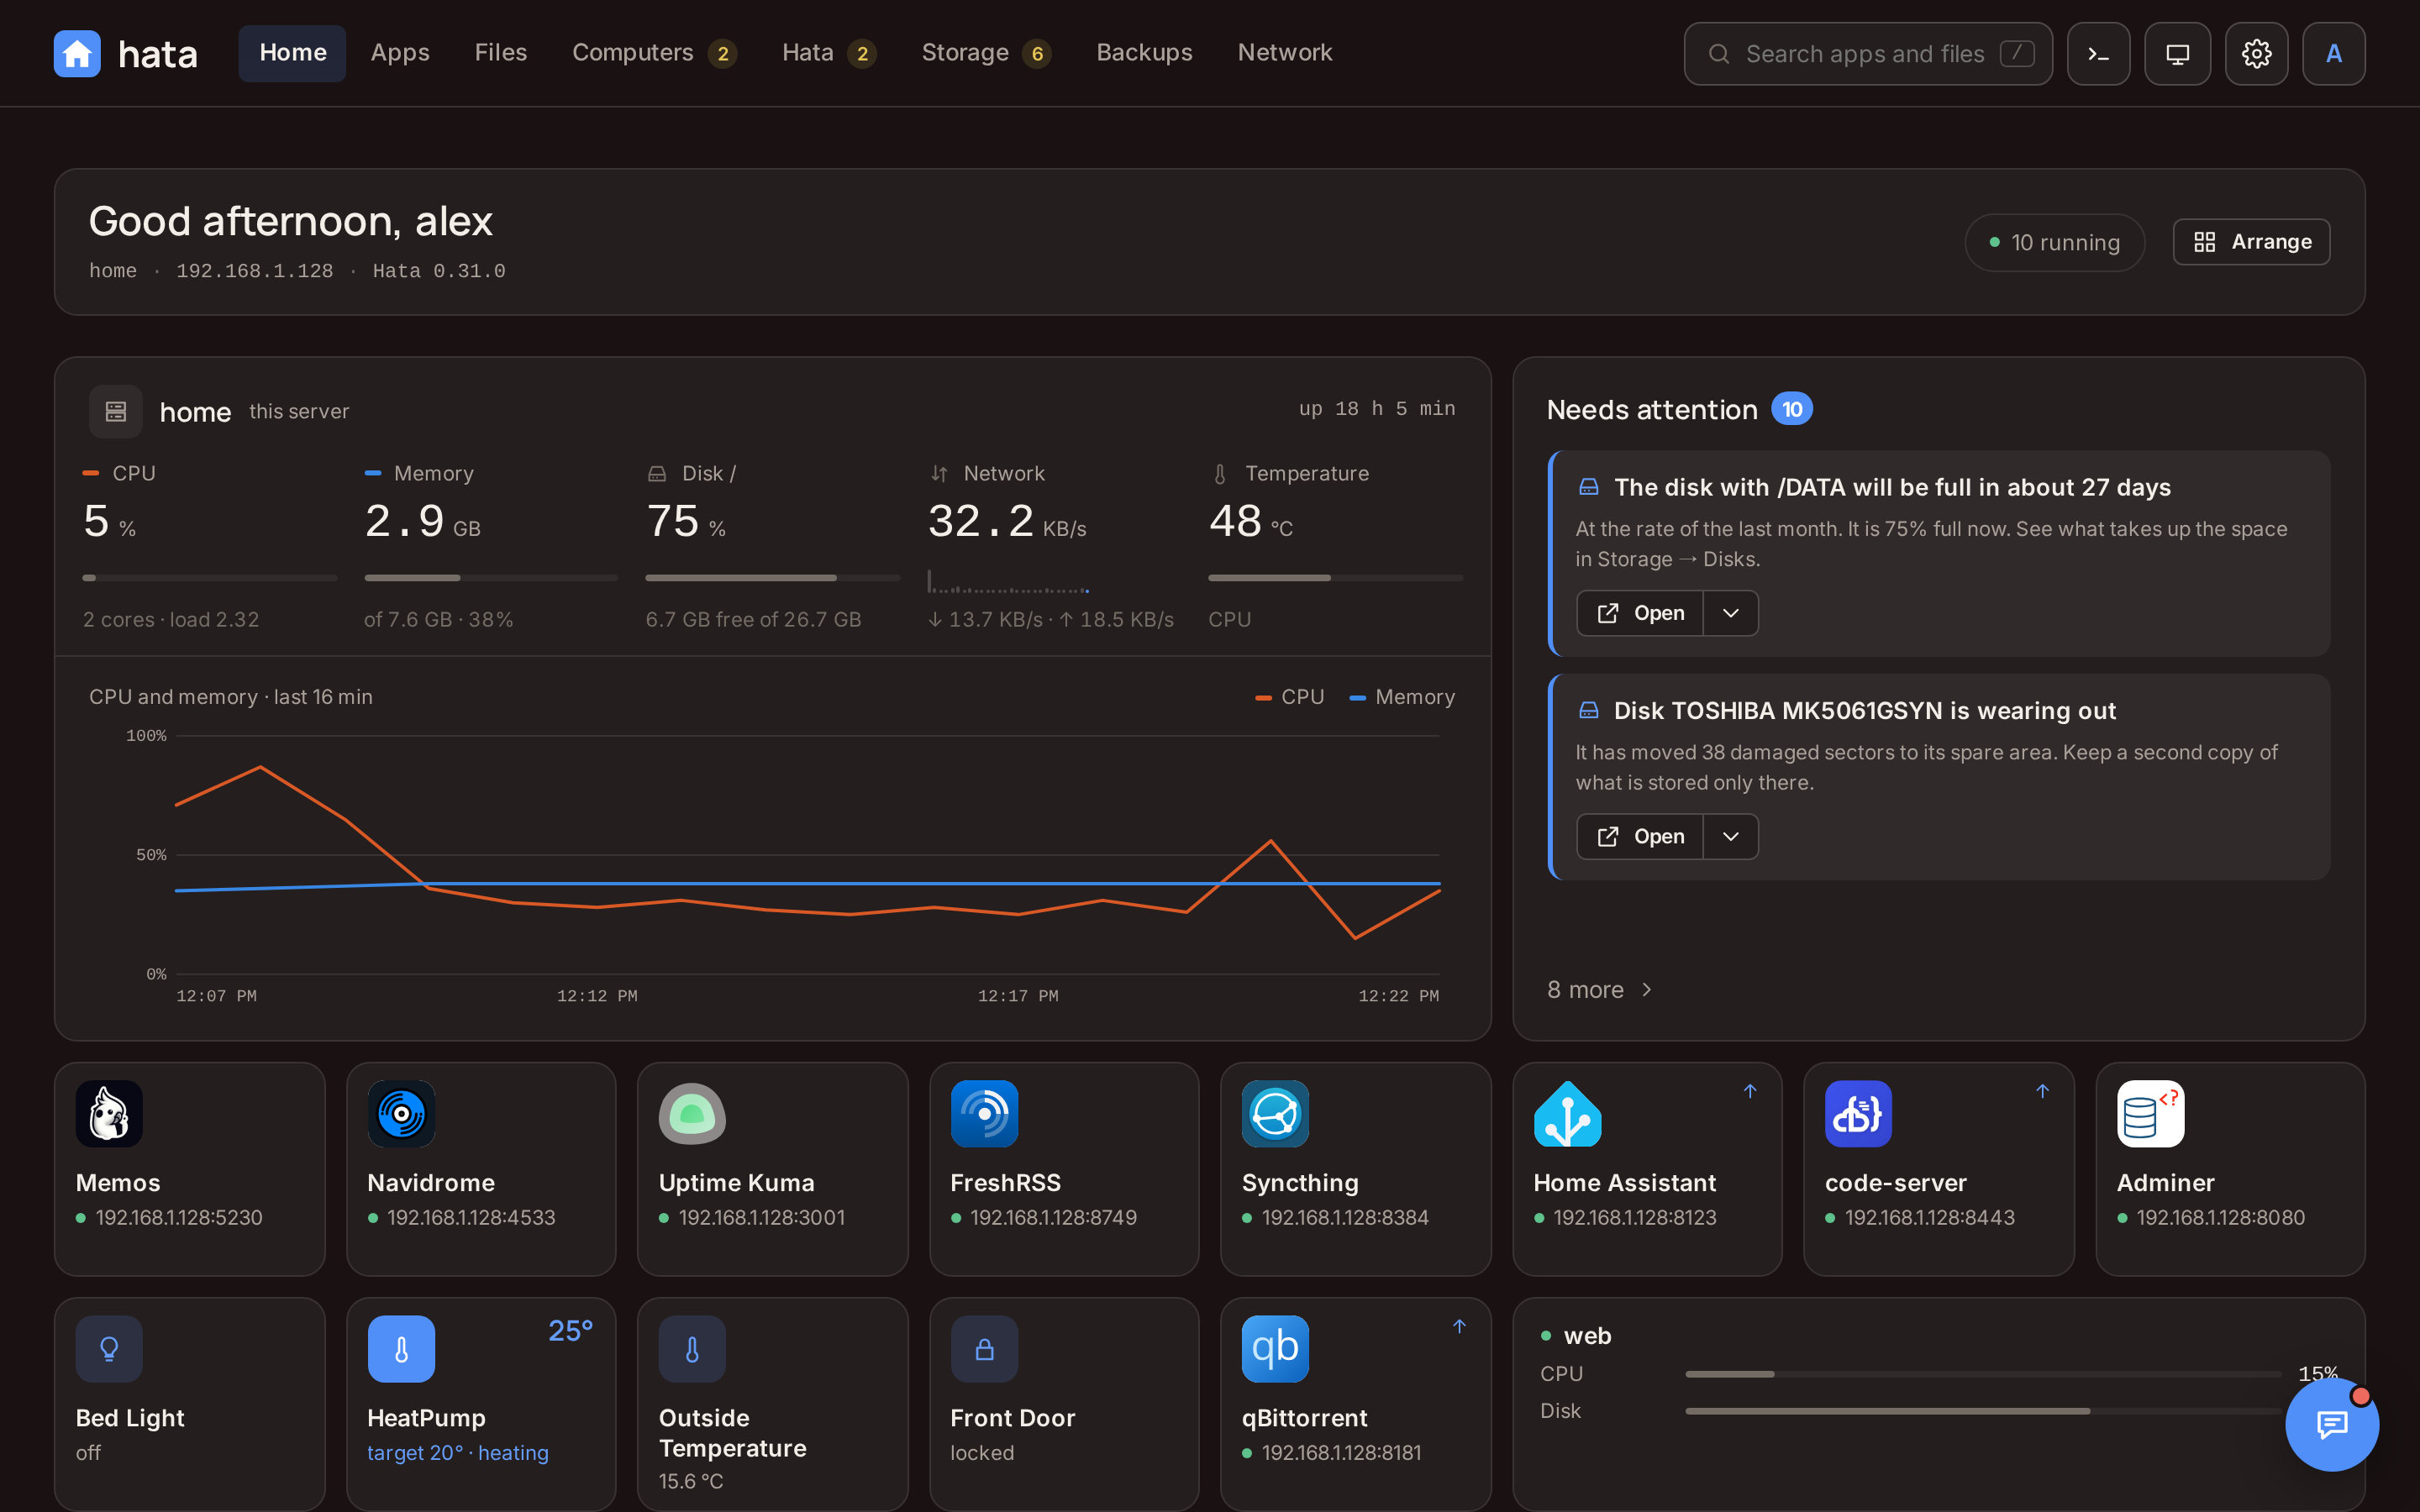 hata
Home
Apps
Files
Computers 2
Hata 2
Storage 6
Backups
Network
Search apps and files /
A
Good afternoon, alex
home · 192.168.1.128 · Hata 0.31.0
10 running
Arrange
home this server
up 18 h 5 min
CPU
5 %
2 cores · load 2.32
Memory
2.9 GB
of 7.6 GB · 38%
Disk /
75 %
6.7 GB free of 26.7 GB
Network
32.2 KB/s
↓ 13.7 KB/s · ↑ 18.5 KB/s
Temperature
48 °C
CPU
CPU and memory · last 16 min
CPU
Memory
100%
50%
0%
12:07 PM
12:12 PM
12:17 PM
12:22 PM
Needs attention 10
The disk with /DATA will be full in about 27 days
At the rate of the last month. It is 75% full now. See what takes up the space
in Storage → Disks.
Open
Disk TOSHIBA MK5061GSYN is wearing out
It has moved 38 damaged sectors to its spare area. Keep a second copy of
what is stored only there.
Open
8 more
Memos
192.168.1.128:5230
Navidrome
192.168.1.128:4533
Uptime Kuma
192.168.1.128:3001
FreshRSS
192.168.1.128:8749
Syncthing
192.168.1.128:8384
Home Assistant
192.168.1.128:8123
code-server
192.168.1.128:8443
<?
Adminer
192.168.1.128:8080
Bed Light
off
25°
HeatPump
target 20° · heating
Outside
Temperature
15.6 °C
Front Door
locked
qb
qBittorrent
192.168.1.128:8181
web
CPU
15%
Disk